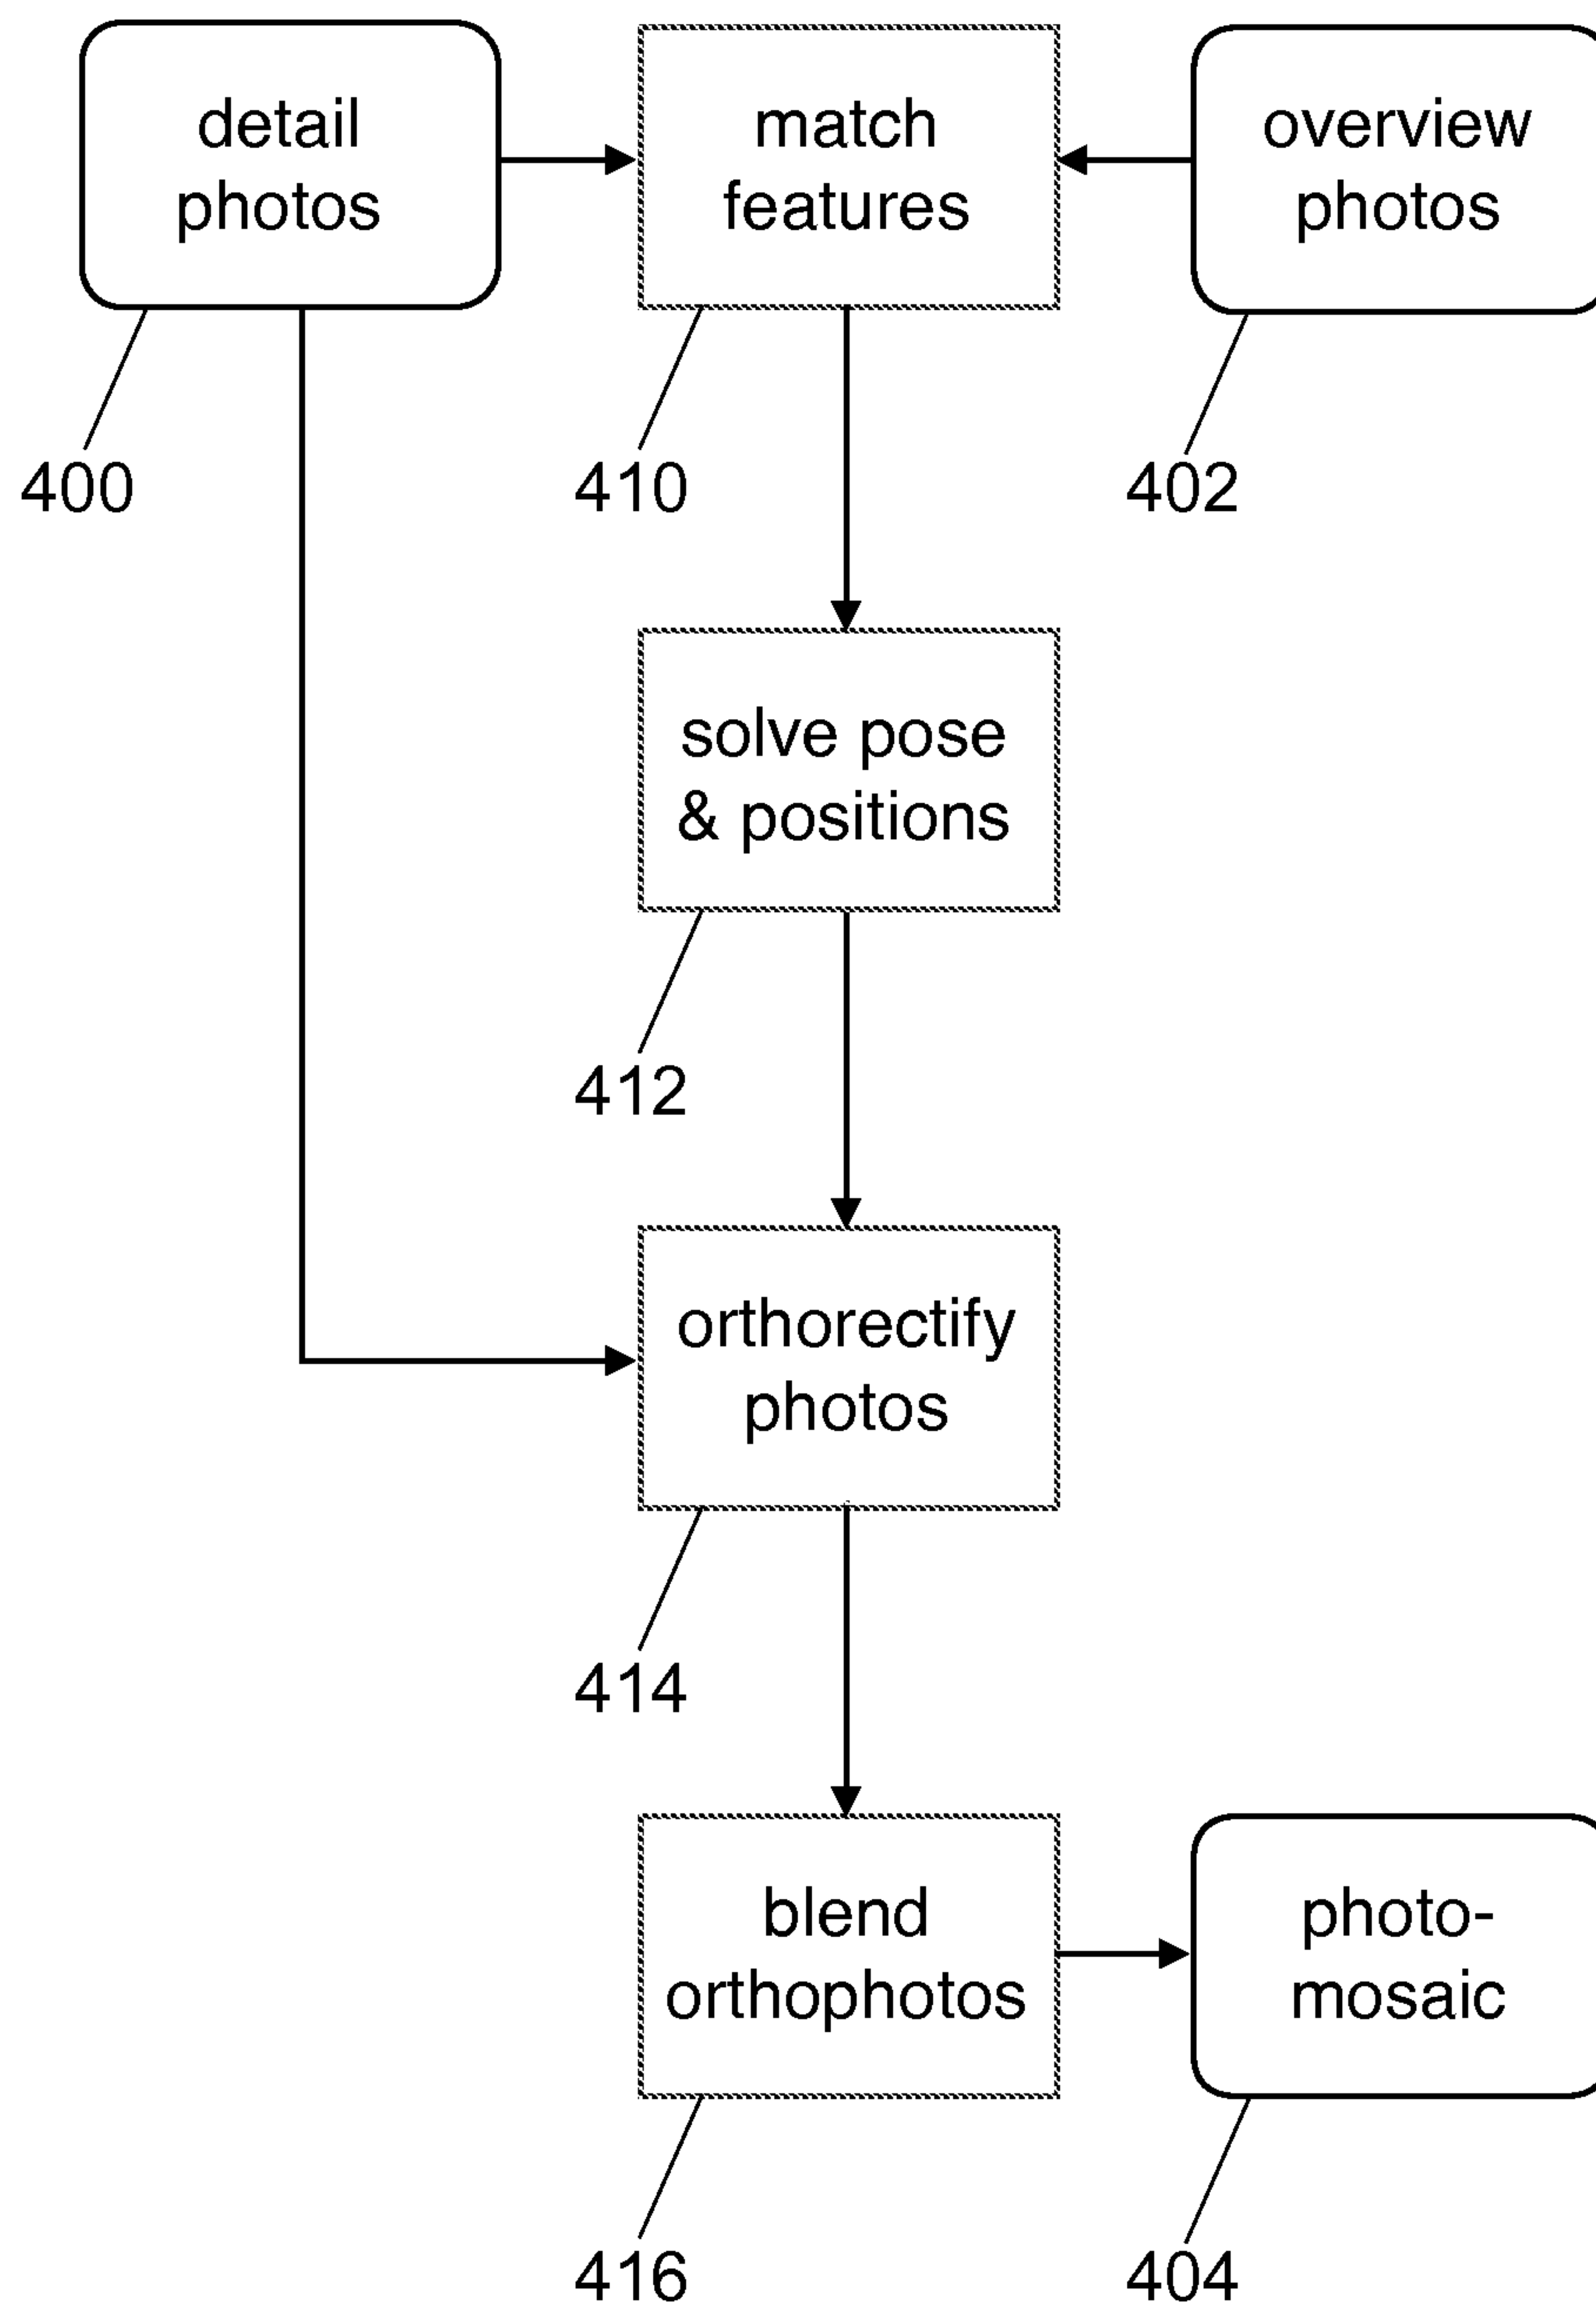 detail
photos
match
features
overview
photos
400
410
402
solve pose
& positions
412
orthorectify
photos
414
blend
orthophotos
photo-
mosaic
416
404